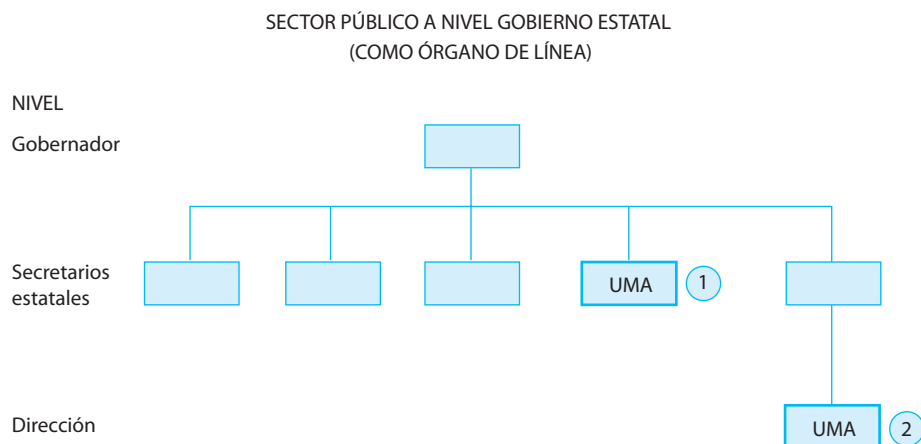 SECTOR PÚBLICO A NIVEL GOBIERNO ESTATAL
(COMO ÓRGANO DE LÍNEA)
NIVEL
Gobernador
Secretarios
estatales
UMA 1
Dirección
UMA 2